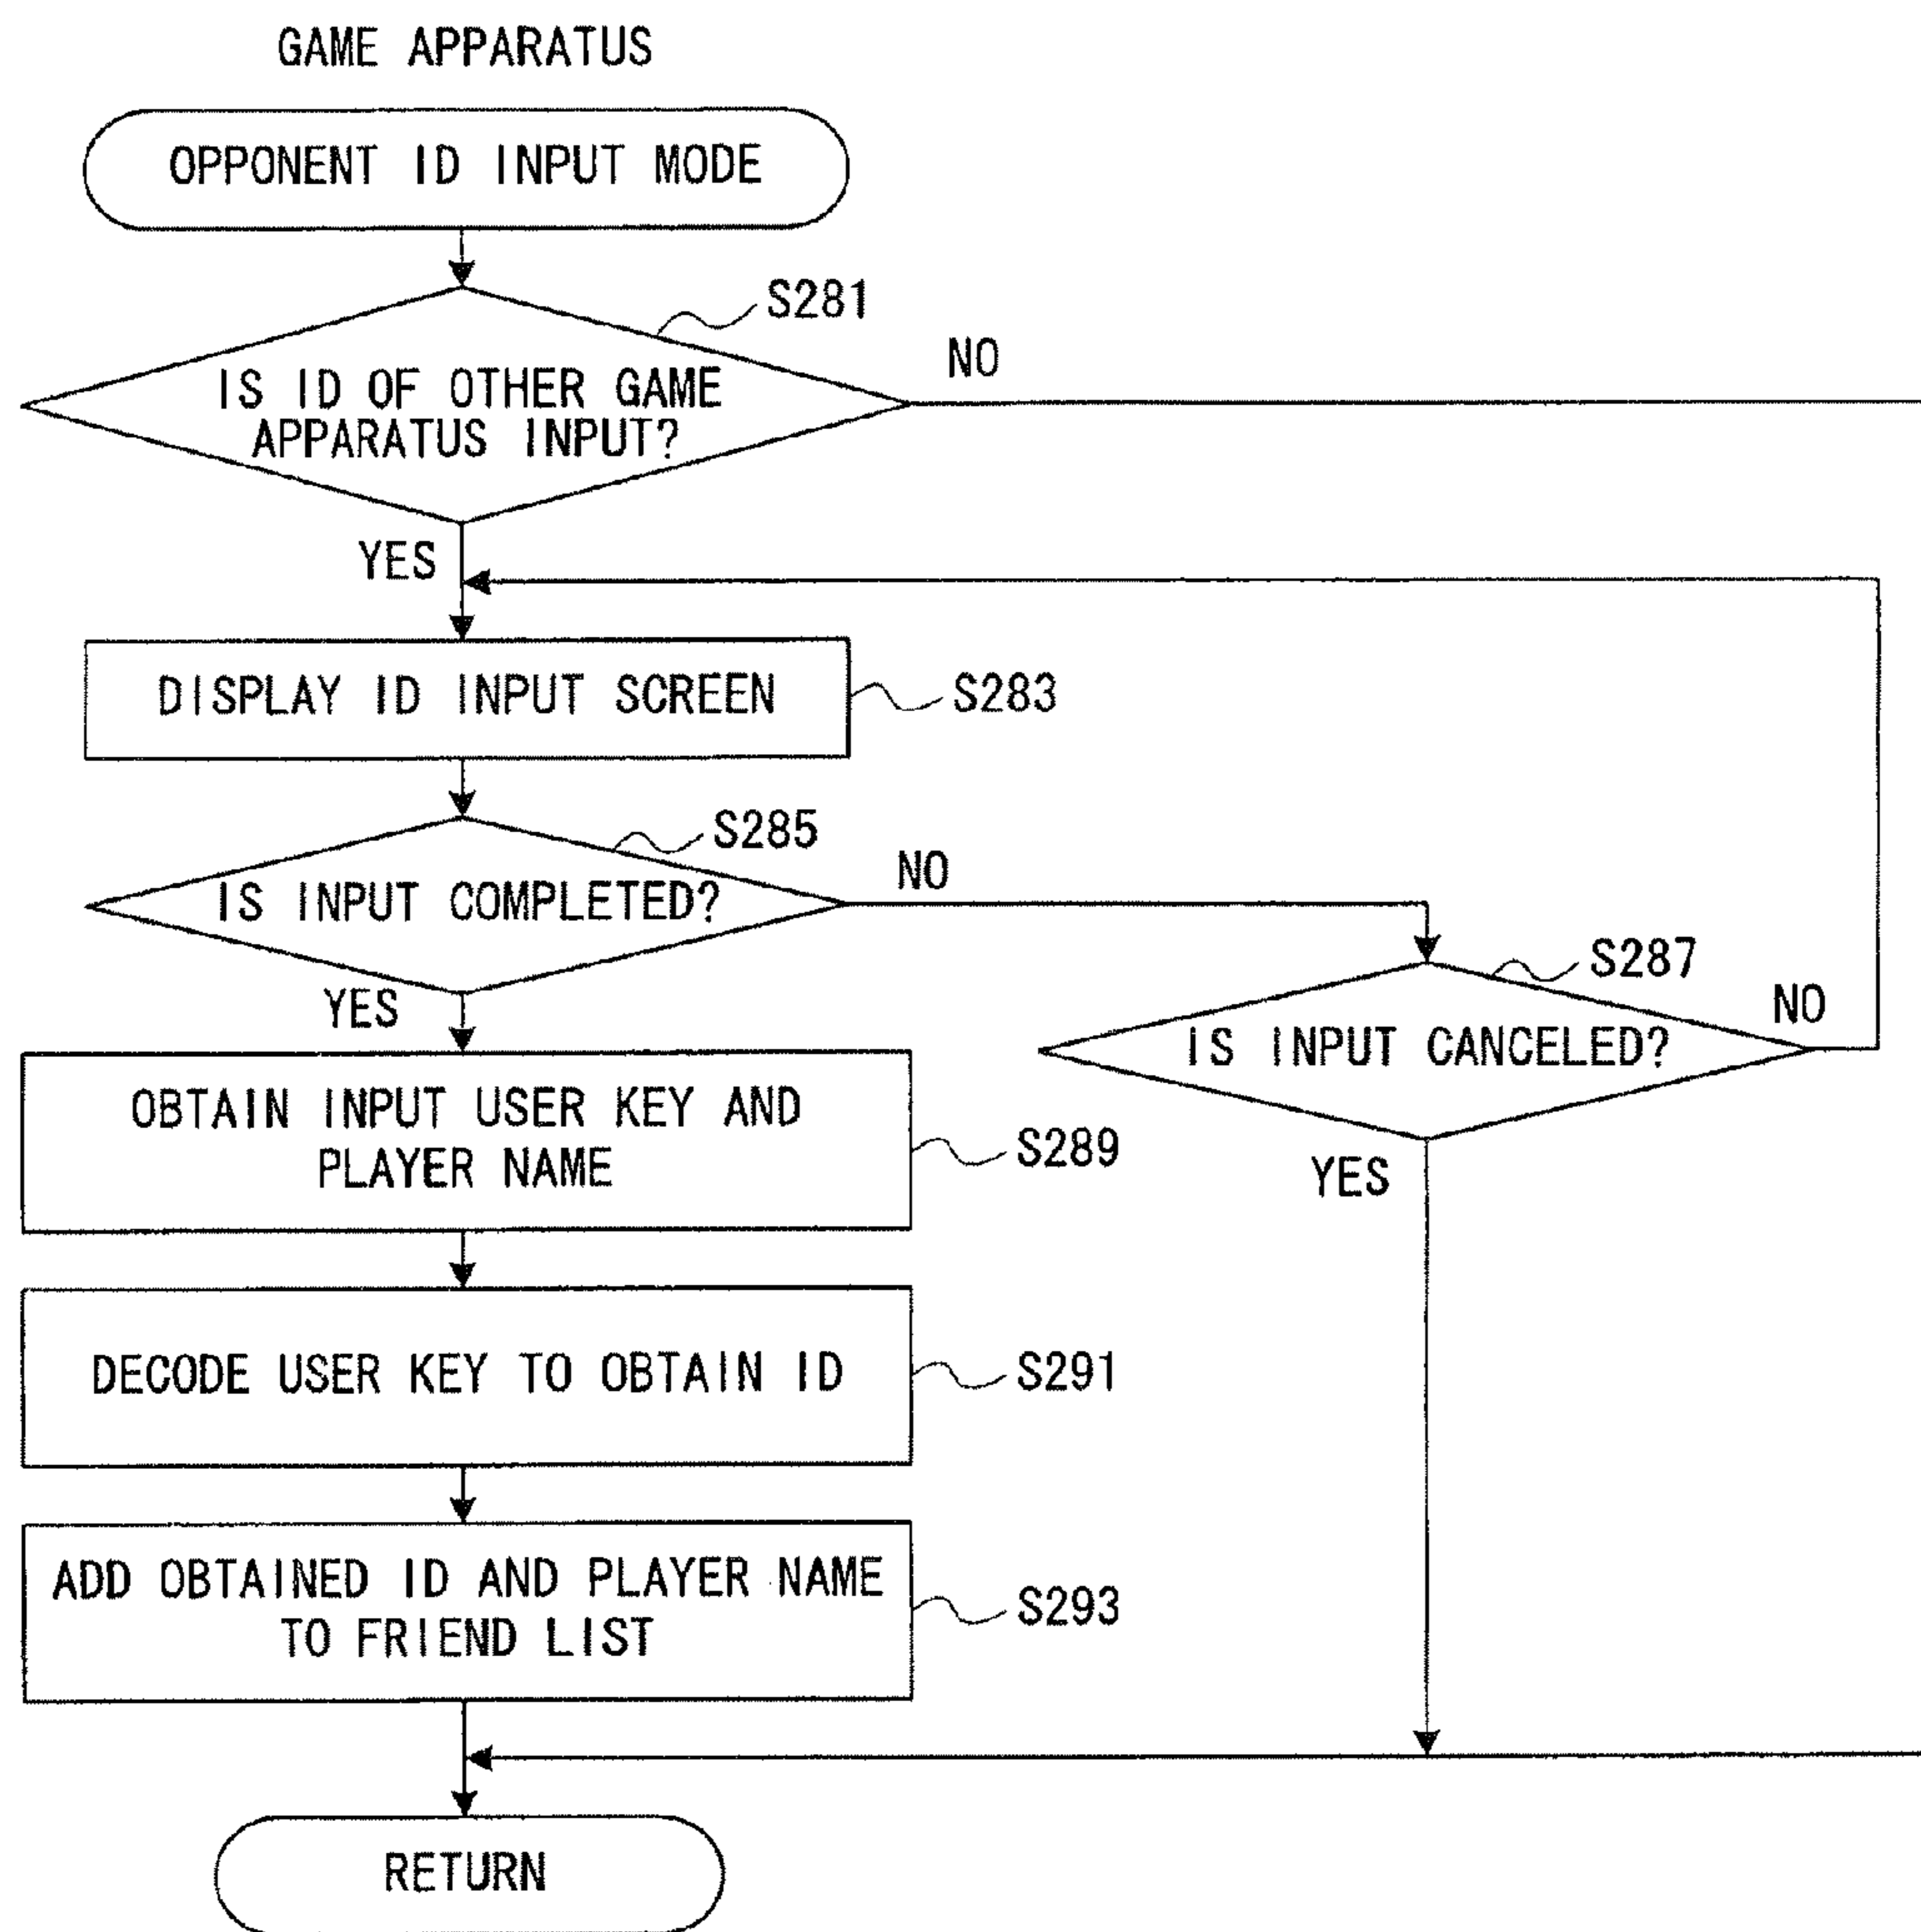 GAME APPARATUS
OPPONENT ID INPUT MODE
S281
NO
IS ID OF OTHER GAME
APPARATUS INPUT?
YES
DISPLAY ID INPUT SCREEN
S283
S285
NO
IS INPUT COMPLETED?
S287
NO
YES
IS INPUT CANCELED?
OBTAIN INPUT USER KEY AND
PLAYER NAME
S289
YES
DECODE USER KEY TO OBTAIN ID
S291
ADD OBTAINED ID AND PLAYER NAME
TO FRIEND LIST
S293
RETURN